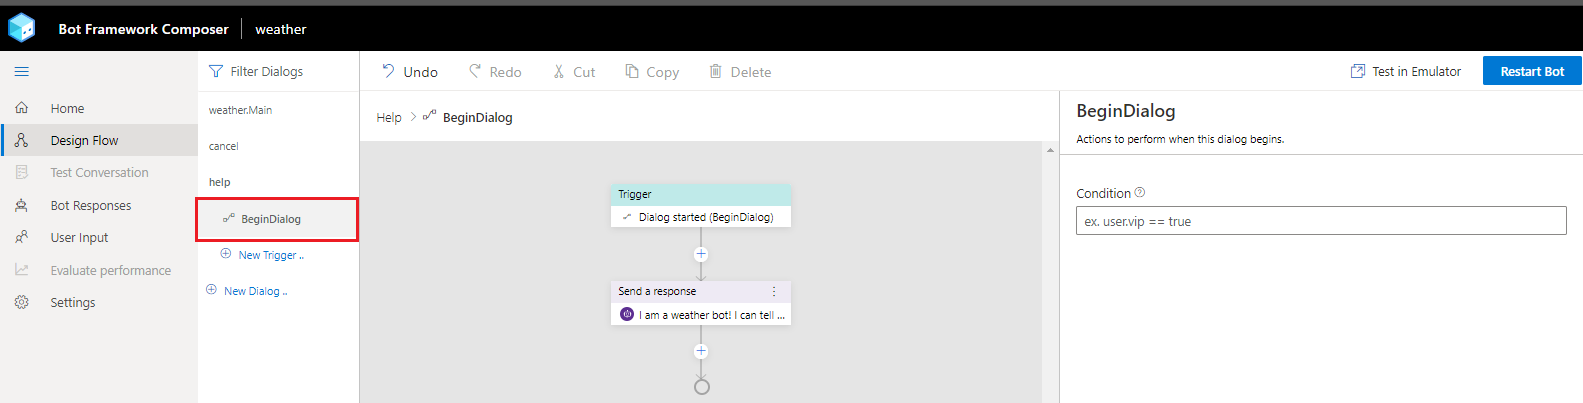 Bot Framework Composer
weather
Home
Design Flow
Test Conversation
Bot Responses
User Input
Evaluate performance
Settings
Filter Dialogs
weather.Main
cancel
help
BeginDialog
New Trigger ..
New Dialog ..
Undo
Redo
Cut
Copy
Delete
Test in Emulator
Restart Bot
Help > BeginDialog
Trigger
Dialog started (BeginDialog)
Send a response
I am a weather bot! I can tell ...
BeginDialog
Actions to perform when this dialog begins.
Condition
ex. user.vip == true